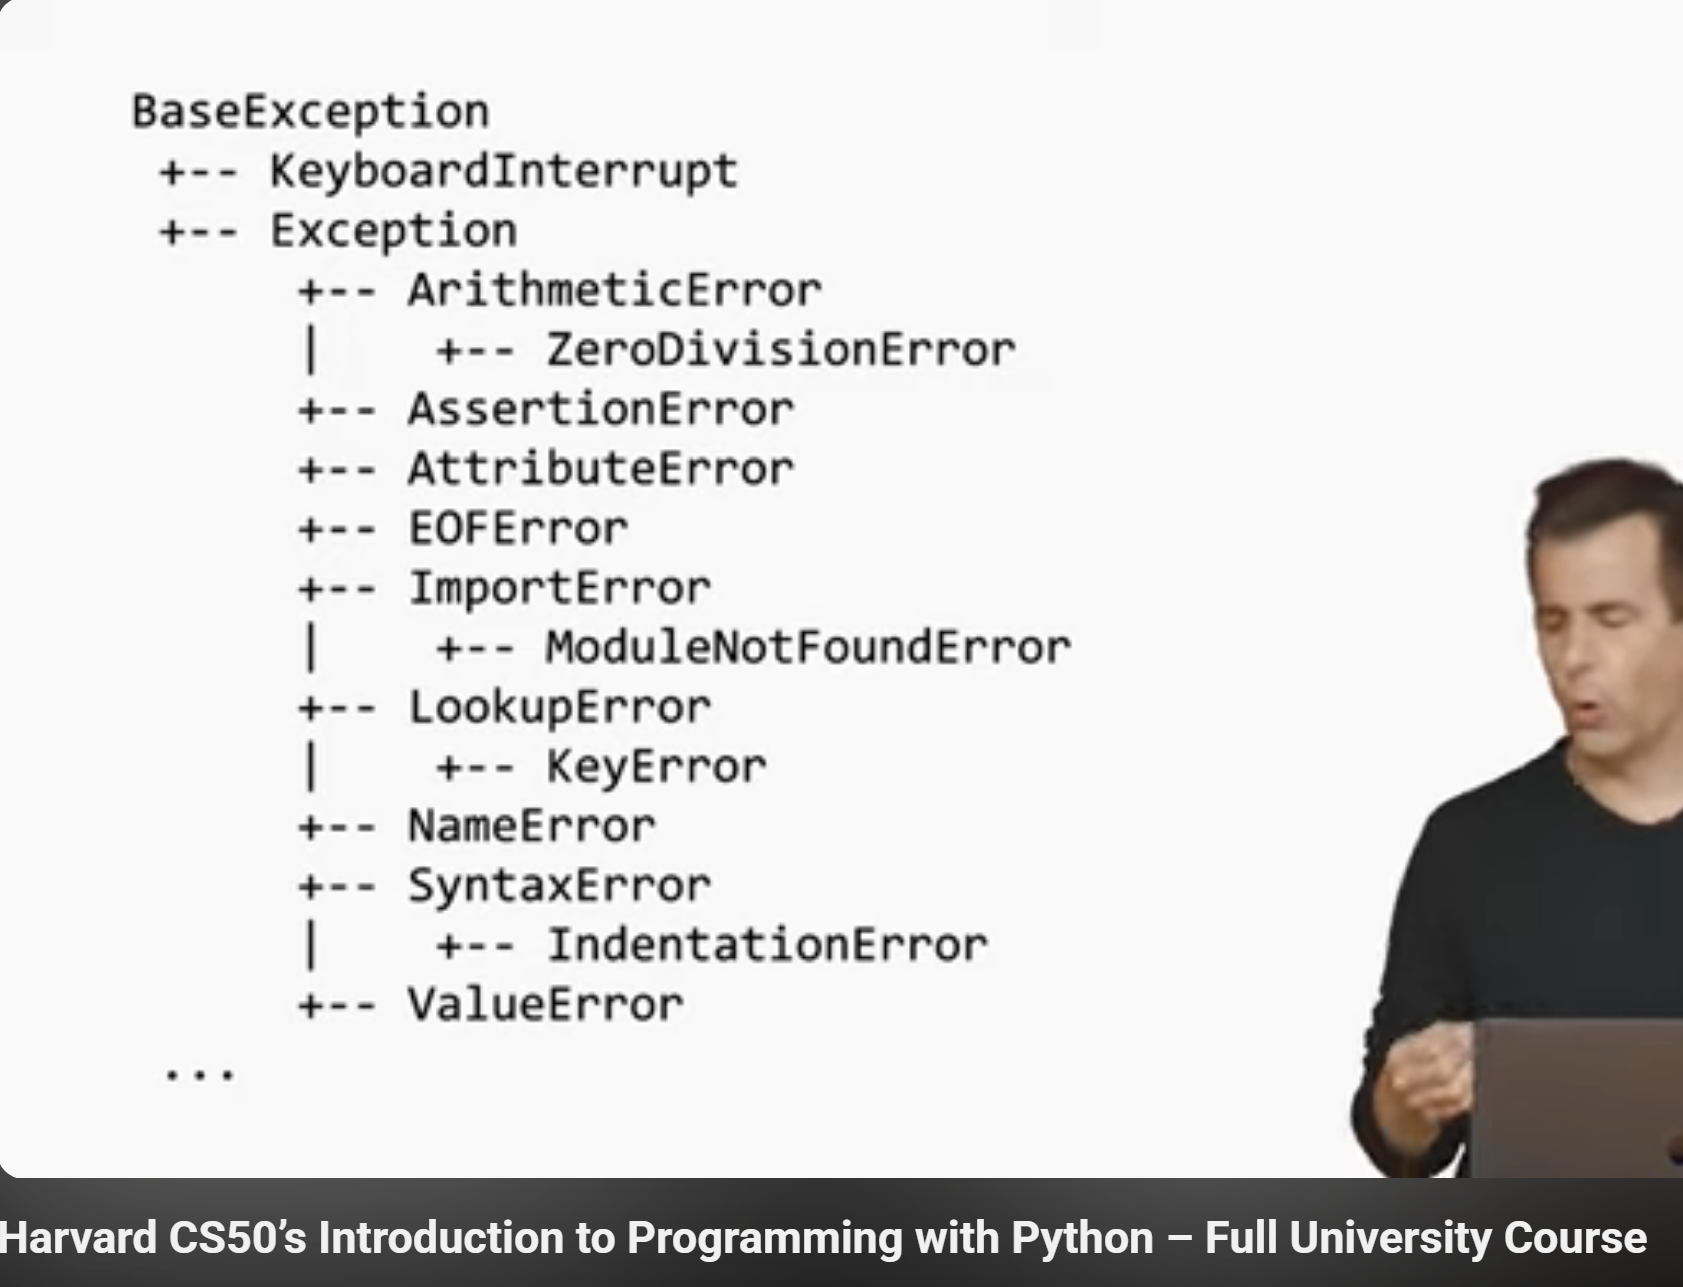 BaseException
+-- KeyboardInterrupt
+-- Exception
+-- ArithmeticError
|    +-- ZeroDivisionError
+-- AssertionError
+-- AttributeError
+-- EOFError
+-- ImportError
|    +-- ModuleNotFoundError
+-- LookupError
|    +-- KeyError
+-- NameError
+-- SyntaxError
|    +-- IndentationError
+-- ValueError
...
Harvard CS50’s Introduction to Programming with Python – Full University Course